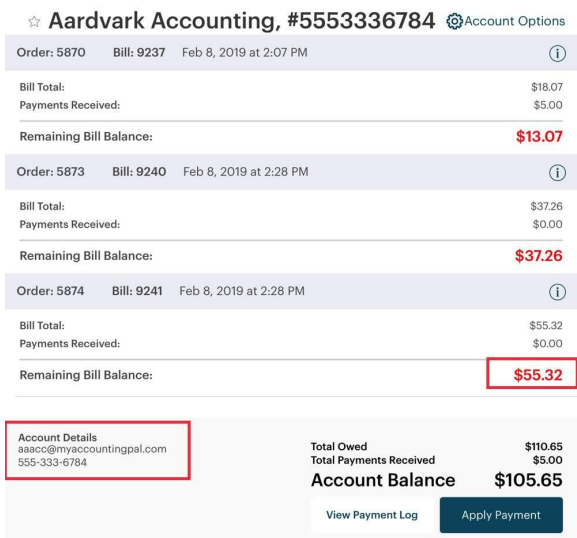 ☆ Aardvark Accounting, #5553336784 Account Options
Order: 5870 Bill: 9237 Feb 8, 2019 at 2:07 PM
Bill Total: $18.07
Payments Received: $5.00
Remaining Bill Balance: $13.07
Order: 5873 Bill: 9240 Feb 8, 2019 at 2:28 PM
Bill Total: $37.26
Payments Received: $0.00
Remaining Bill Balance: $37.26
Order: 5874 Bill: 9241 Feb 8, 2019 at 2:28 PM
Bill Total: $55.32
Payments Received: $0.00
Remaining Bill Balance: $55.32
Account Details
aaacc@myaccountingpal.com
555-333-6784
Total Owed $110.65
Total Payments Received $5.00
Account Balance $105.65
View Payment Log Apply Payment